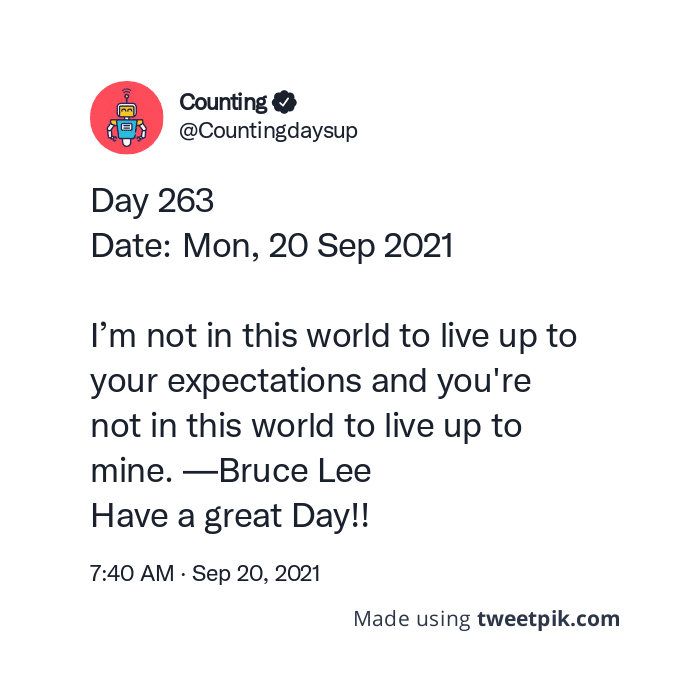 Counting
@Countingdaysup
Day 263
Date: Mon, 20 Sep 2021
I’m not in this world to live up to
your expectations and you're
not in this world to live up to
mine. —Bruce Lee
Have a great Day!!
7:40 AM · Sep 20, 2021
Made using tweetpik.com